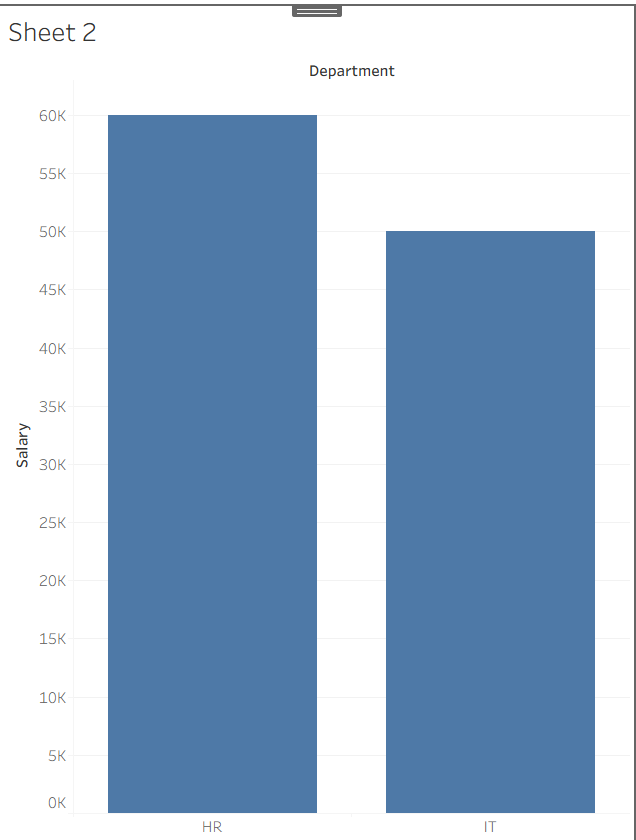 Sheet 2
Department
60K
55K
50K
45K
40K
35K
30K
25K
20K
15K
10K
5K
0K
Salary
HR
IT